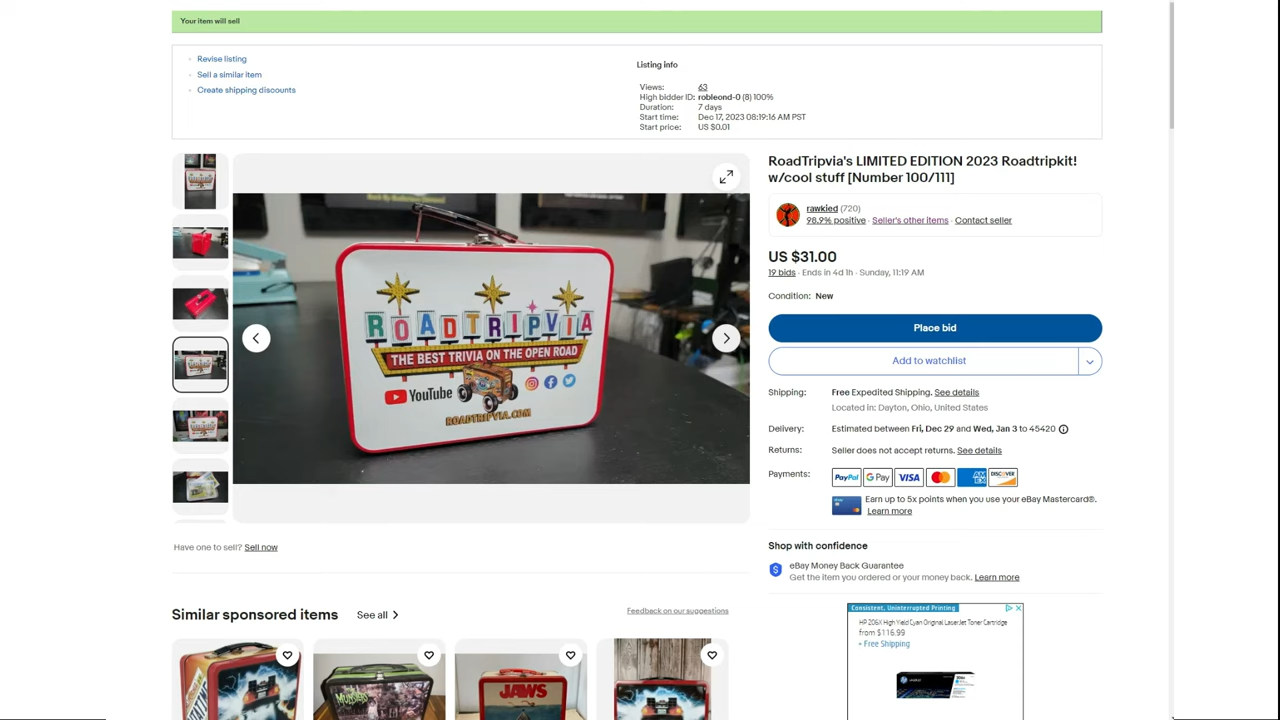 Your item will sell
Revise listing
Sell a similar item
Create shipping discounts
Listing info
Views: 63
High bidder ID: robleond-0 (8) 100%
Duration: 7 days
Start time: Dec 17, 2023 08:19:16 AM PST
Start price: US $0.01
ROADTRIPVIA
THE BEST TRIVIA ON THE OPEN ROAD
YouTube
ROADTRIPVIA.COM
RoadTripvia's LIMITED EDITION 2023 Roadtripkit!
w/cool stuff [Number 100/111]
rawkied (720)
98.9% positive · Seller's other items · Contact seller
US $31.00
19 bids · Ends in 4d 1h · Sunday, 11:19 AM
Condition: New
Place bid
Add to watchlist
Shipping: Free Expedited Shipping. See details
Located in: Dayton, Ohio, United States
Delivery: Estimated between Fri, Dec 29 and Wed, Jan 3 to 45420
Returns: Seller does not accept returns. See details
Payments: PayPal G Pay VISA MasterCard AM EX DISCOVER
Earn up to 5x points when you use your eBay Mastercard®.
Learn more
Have one to sell? Sell now
Shop with confidence
eBay Money Back Guarantee
Get the item you ordered or your money back. Learn more
Similar sponsored items See all
Feedback on our suggestions
Consistent, Uninterrupted Printing
HP 206X High Yield Cyan Original LaserJet Toner Cartridge
from $116.99
+ Free Shipping
JAWS